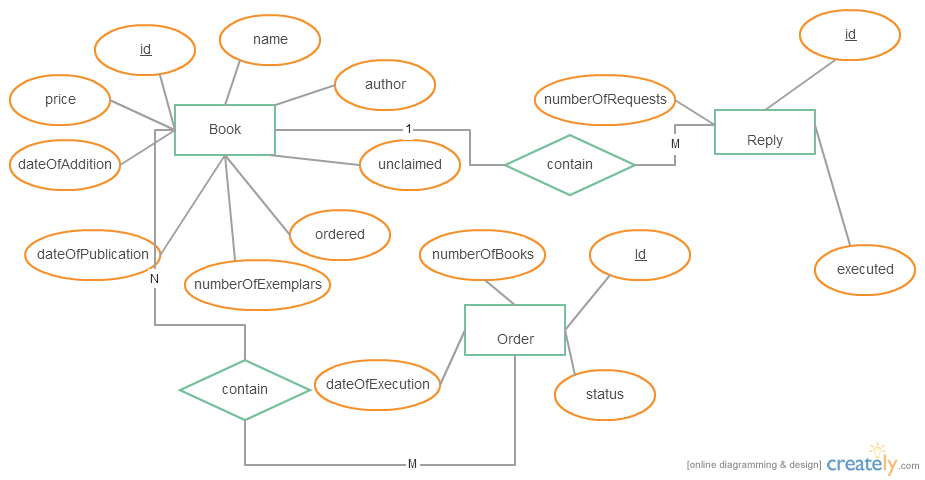 id
name
id
author
price
numberOfRequests
Book
1
Reply
M
dateOfAddition
unclaimed
contain
ordered
dateOfPublication
numberOfBooks
Id
executed
N
numberOfExemplars
Order
contain
dateOfExecution
status
M
[online diagramming & design] creately.com